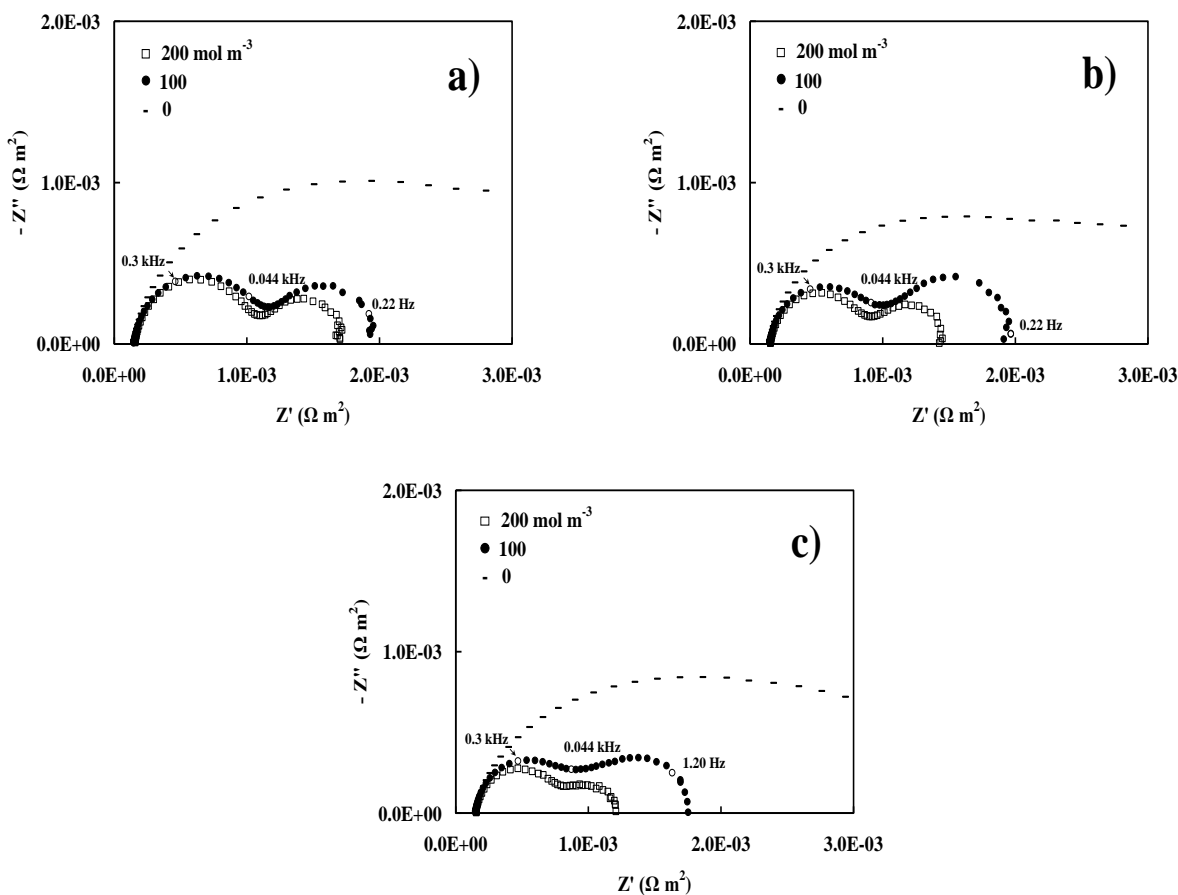 2.0E-03
1.0E-03
0.0E+00
- Z'' (Ω m²)
□ 200 mol m⁻³
● 100
- 0
a)
0.3 kHz
0.044 kHz
0.22 Hz
0.0E+00 1.0E-03 2.0E-03 3.0E-03
Z' (Ω m²)
2.0E-03
1.0E-03
0.0E+00
- Z'' (Ω m²)
□ 200 mol m⁻³
● 100
- 0
b)
0.3 kHz
0.044 kHz
0.22 Hz
0.0E+00 1.0E-03 2.0E-03 3.0E-03
Z' (Ω m²)
2.0E-03
1.0E-03
0.0E+00
- Z'' (Ω m²)
□ 200 mol m⁻³
● 100
- 0
c)
0.3 kHz
0.044 kHz
1.20 Hz
0.0E+00 1.0E-03 2.0E-03 3.0E-03
Z' (Ω m²)